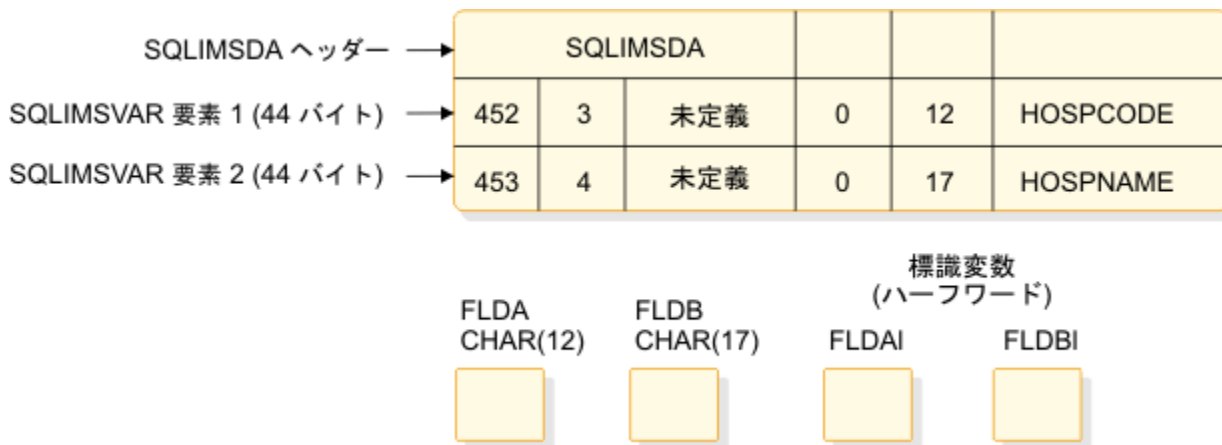 SQLIMSDA ヘッダー SQLIMSDA
SQLIMSVAR 要素 1 (44 バイト) 452 3 未定義 0 12 HOSPCODE
SQLIMSVAR 要素 2 (44 バイト) 453 4 未定義 0 17 HOSPNAME
標識変数
(ハーフワード)
FLDA
CHAR(12)
FLDB
CHAR(17)
FLDAI
FLDBI